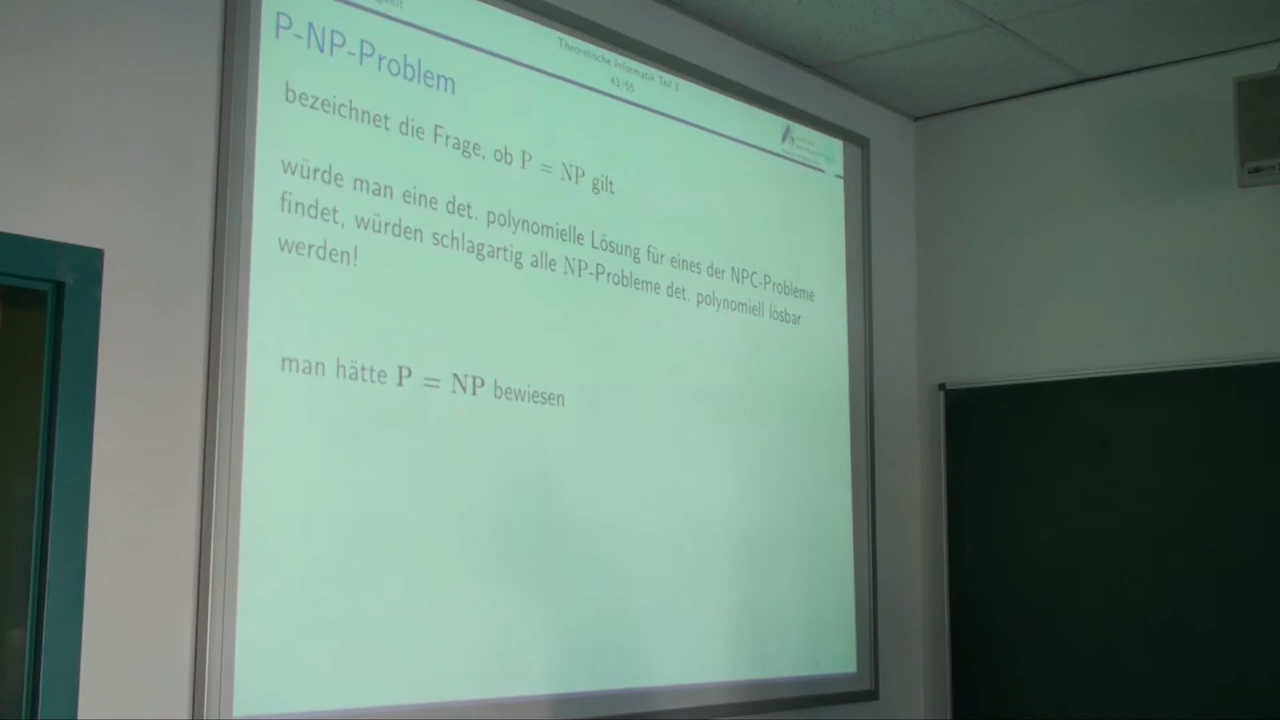 Theoretische Informatik Teil 3
43/55
P-NP-Problem
bezeichnet die Frage, ob P = NP gilt
würde man eine det. polynomielle Lösung für eines der NPC-Probleme
findet, würden schlagartig alle NP-Probleme det. polynomiell lösbar
werden!
man hätte P = NP bewiesen